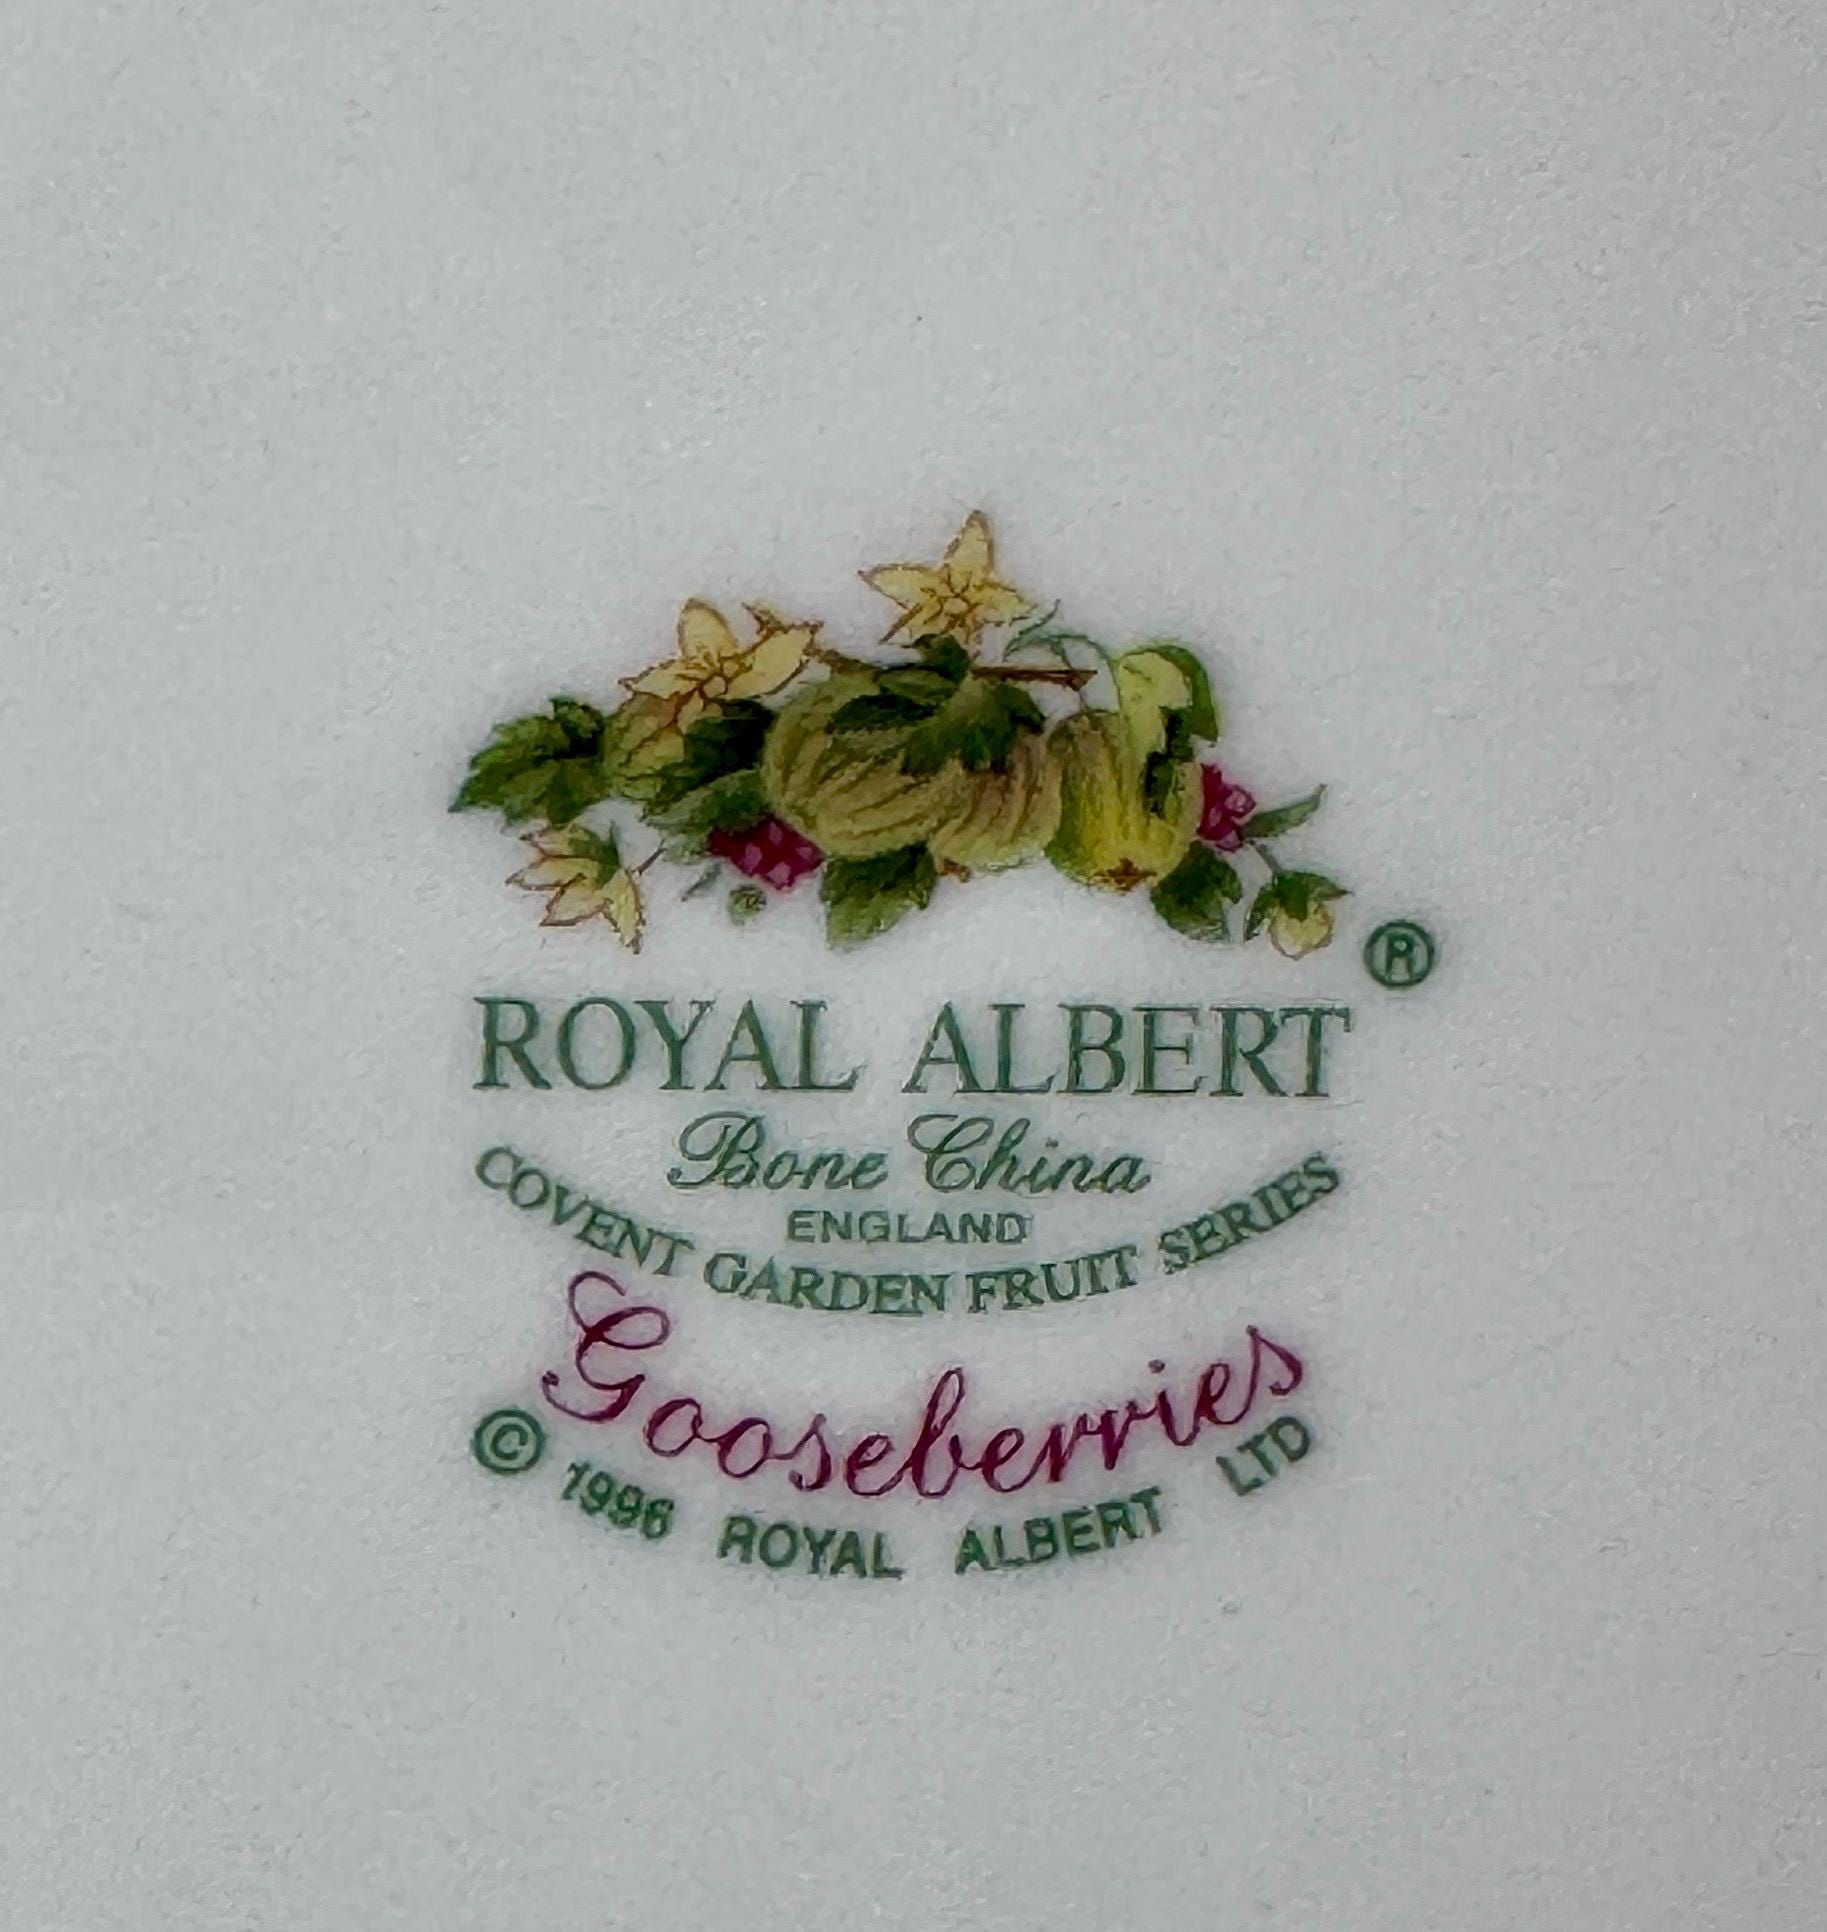 ®
ROYAL ALBERT
Bone China
ENGLAND
COVENT GARDEN FRUIT SERIES
Gooseberries
© 1996 ROYAL ALBERT LTD